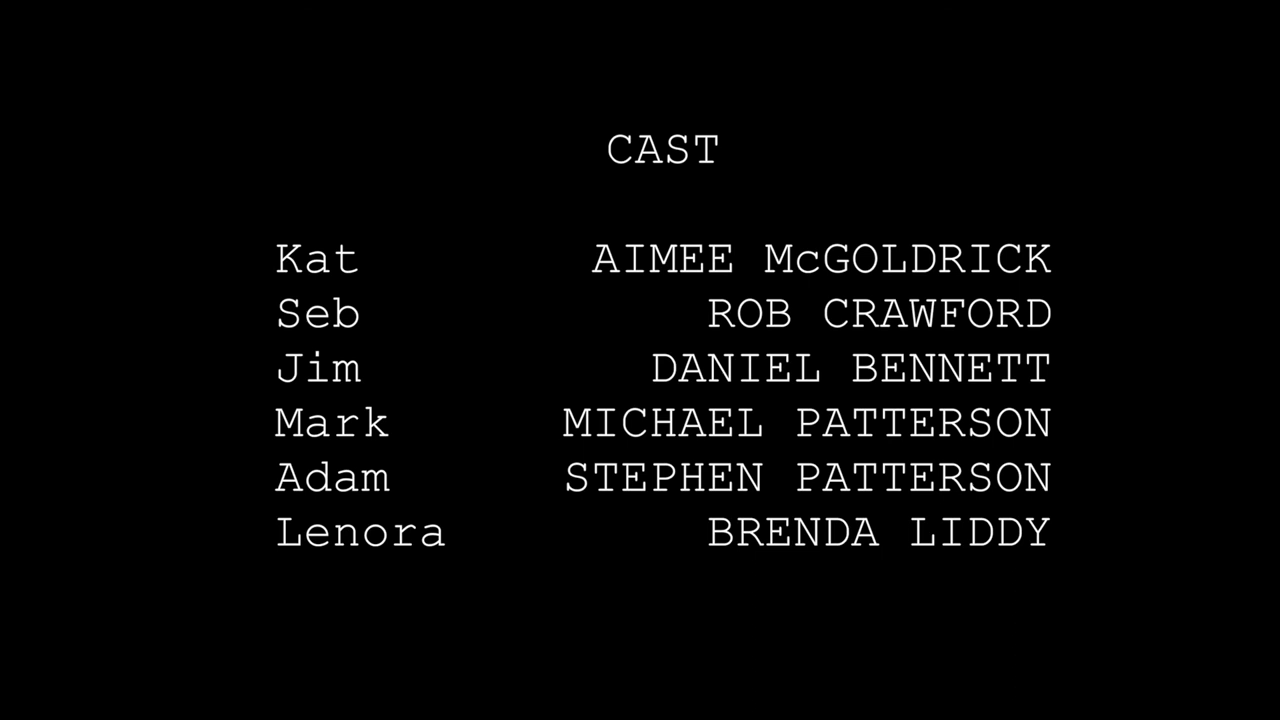 CAST
Kat AIMEE McGOLDRICK
Seb ROB CRAWFORD
Jim DANIEL BENNETT
Mark MICHAEL PATTERSON
Adam STEPHEN PATTERSON
Lenora BRENDA LIDDY